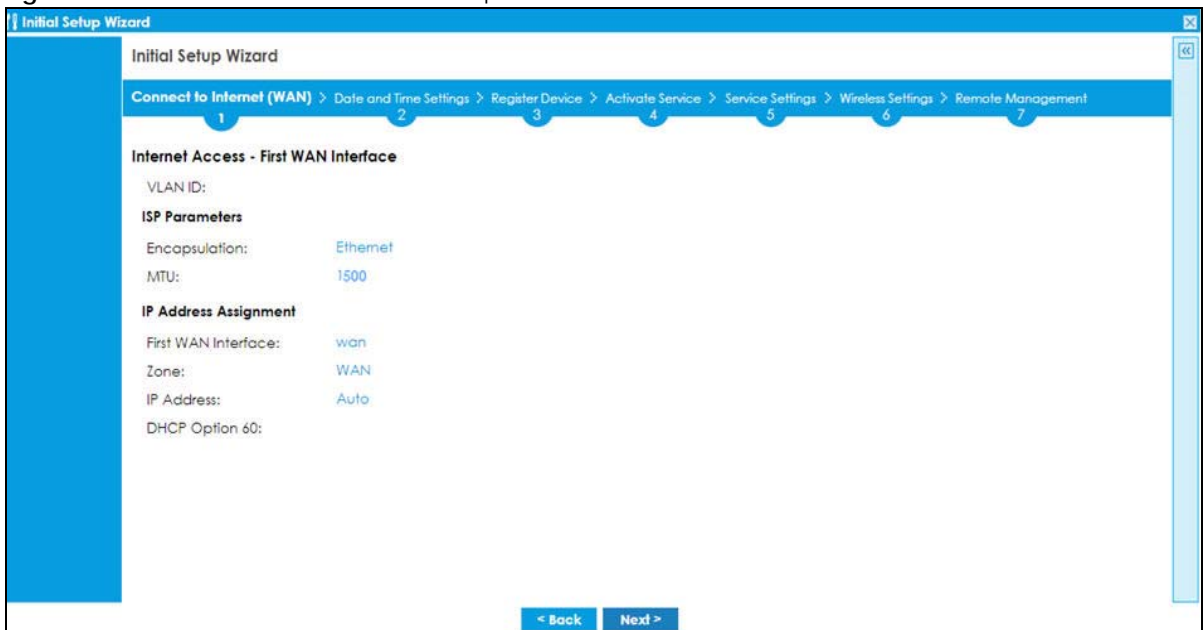 Initial Setup Wizard
Initial Setup Wizard
Connect to Internet (WAN) > Date and Time Settings > Register Device > Activate Service > Service Settings > Wireless Settings > Remote Management
1 2 3 4 5 6 7
Internet Access - First WAN Interface
VLAN ID:
ISP Parameters
Encapsulation: Ethernet
MTU: 1500
IP Address Assignment
First WAN Interface: wan
Zone: WAN
IP Address: Auto
DHCP Option 60:
< Back Next >